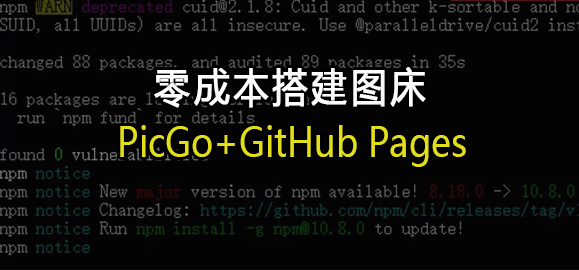 npm WARN deprecated cuid@2.1.8: Cuid and other k-sortable and no
SUID, all UUIDs) are all insecure. Use @paralleldrive/cuid2 inst
changed 88 packages, and audited 89 packages in 35s
零成本搭建图床
16 packages are
run `npm fund` for details
PicGo+GitHub Pages
found 0
npm notice
npm notice New major version of npm available! 8.18.0 -> 10.8.0
npm notice Changelog: https://github.com/npm/cli/releases/tag/v
npm notice Run npm install -g npm@10.8.0 to update!
npm notice